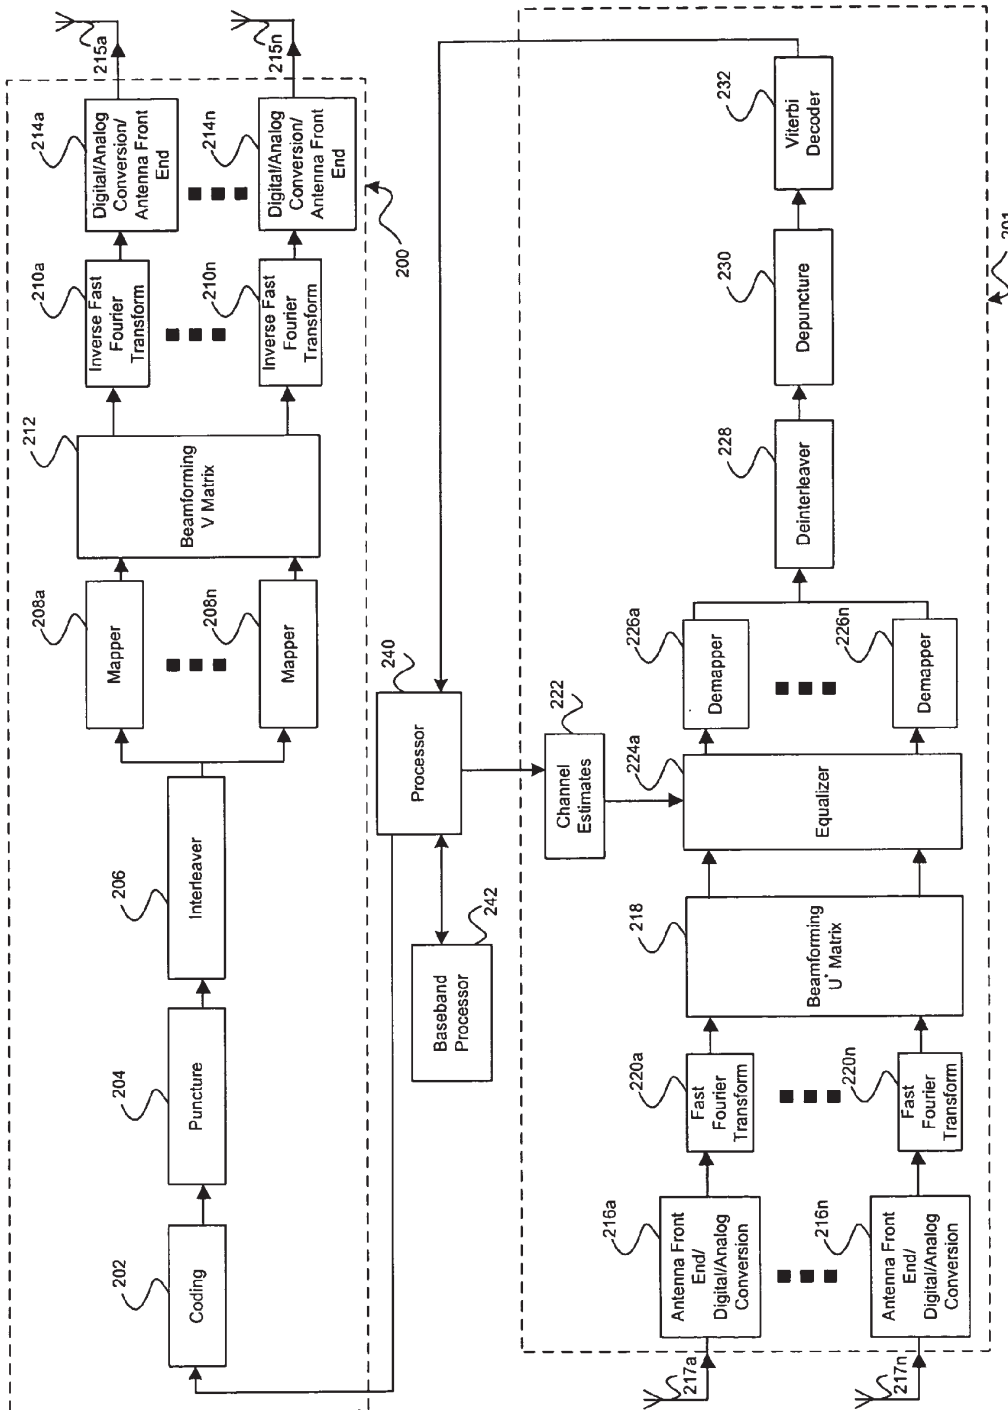 202
Coding
204
Puncture
206
Interleaver
208a
Mapper
208n
Mapper
212
Beamforming
V Matrix
210a
Inverse Fast
Fourier
Transform
210n
Inverse Fast
Fourier
Transform
214a
Digital/Analog
Conversion/
Antenna Front
End
214n
Digital/Analog
Conversion/
Antenna Front
End
215a
215n
200
240
Processor
242
Baseband
Processor
217a
217n
216a
Antenna Front
End/
Digital/Analog
Conversion
216n
Antenna Front
End/
Digital/Analog
Conversion
220a
Fast
Fourier
Transform
220n
Fast
Fourier
Transform
218
Beamforming
U* Matrix
222
Channel
Estimates
224a
Equalizer
226a
Demapper
226n
Demapper
228
Deinterleaver
230
Depuncture
232
Viterbi
Decoder
201